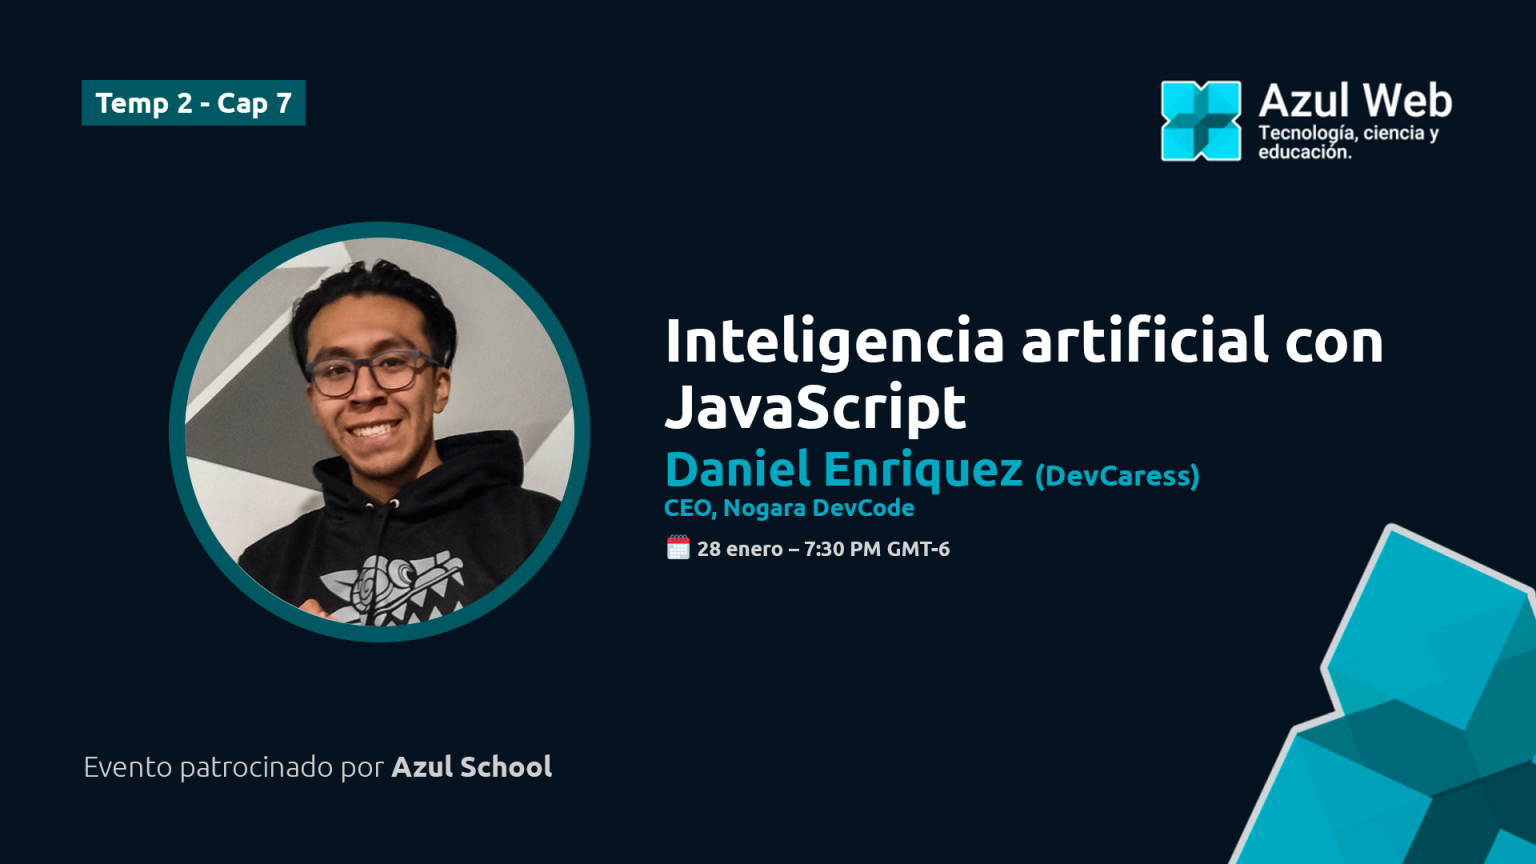 Temp 2 - Cap 7
Azul Web
Tecnología, ciencia y
educación.
Inteligencia artificial con
JavaScript
Daniel Enriquez (DevCaress)
CEO, Nogara DevCode
28 enero – 7:30 PM GMT-6
Evento patrocinado por Azul School